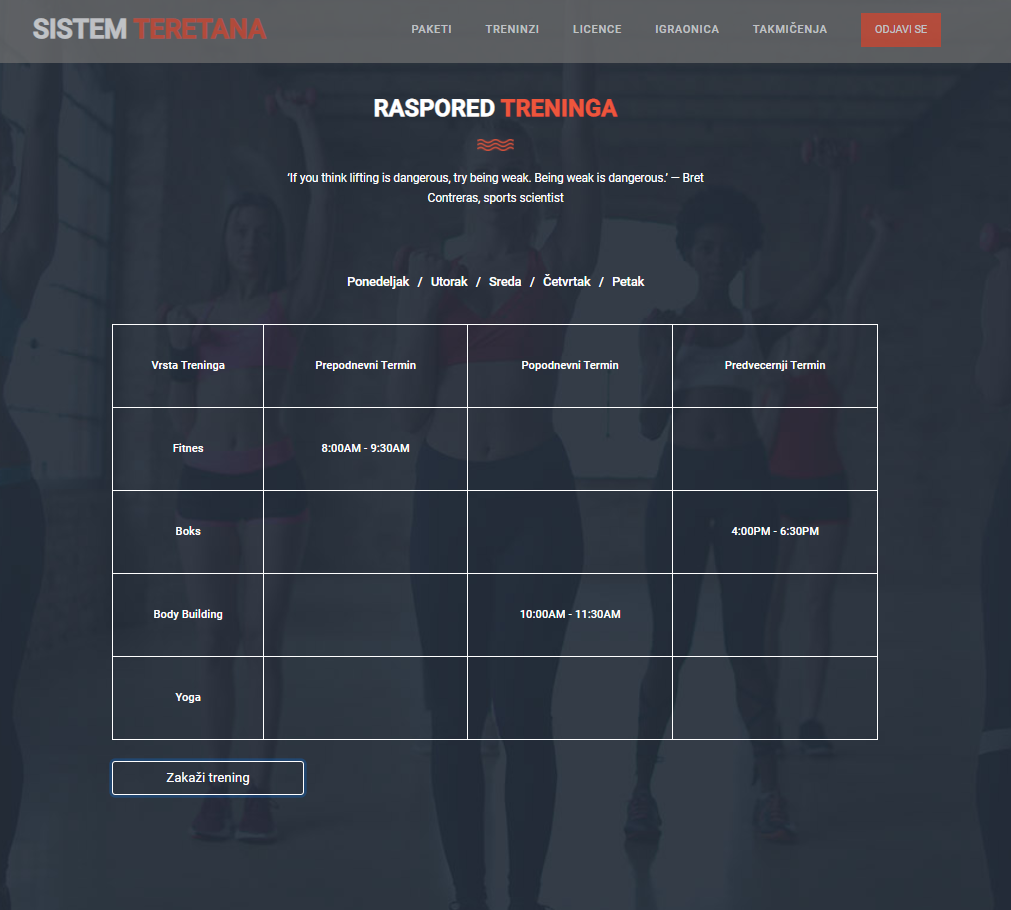 SISTEM TERETANA PAKETI TRENINZI LICENCE IGRAONICA TAKMIČENJA ODJAVI SE
RASPORED TRENINGA
‘If you think lifting is dangerous, try being weak. Being weak is dangerous.’ — Bret
Contreras, sports scientist
Ponedeljak / Utorak / Sreda / Četvrtak / Petak
Vrsta Treninga Prepodnevni Termin Popodnevni Termin Predvecernji Termin
Fitnes 8:00AM - 9:30AM
Boks 4:00PM - 6:30PM
Body Building 10:00AM - 11:30AM
Yoga
Zakaži trening